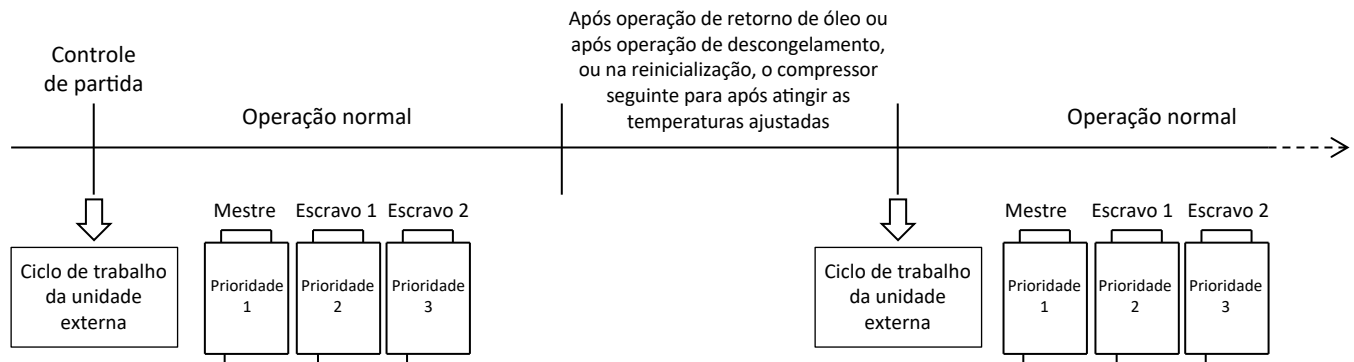 Controle
de partida
Operação normal
Após operação de retorno de óleo ou
após operação de descongelamento,
ou na reinicialização, o compressor
seguinte para após atingir as
temperaturas ajustadas
Operação normal
Ciclo de trabalho
da unidade
externa
Mestre Escravo 1 Escravo 2
Prioridade
1
Prioridade
2
Prioridade
3
Ciclo de trabalho
da unidade
externa
Mestre Escravo 1 Escravo 2
Prioridade
1
Prioridade
2
Prioridade
3